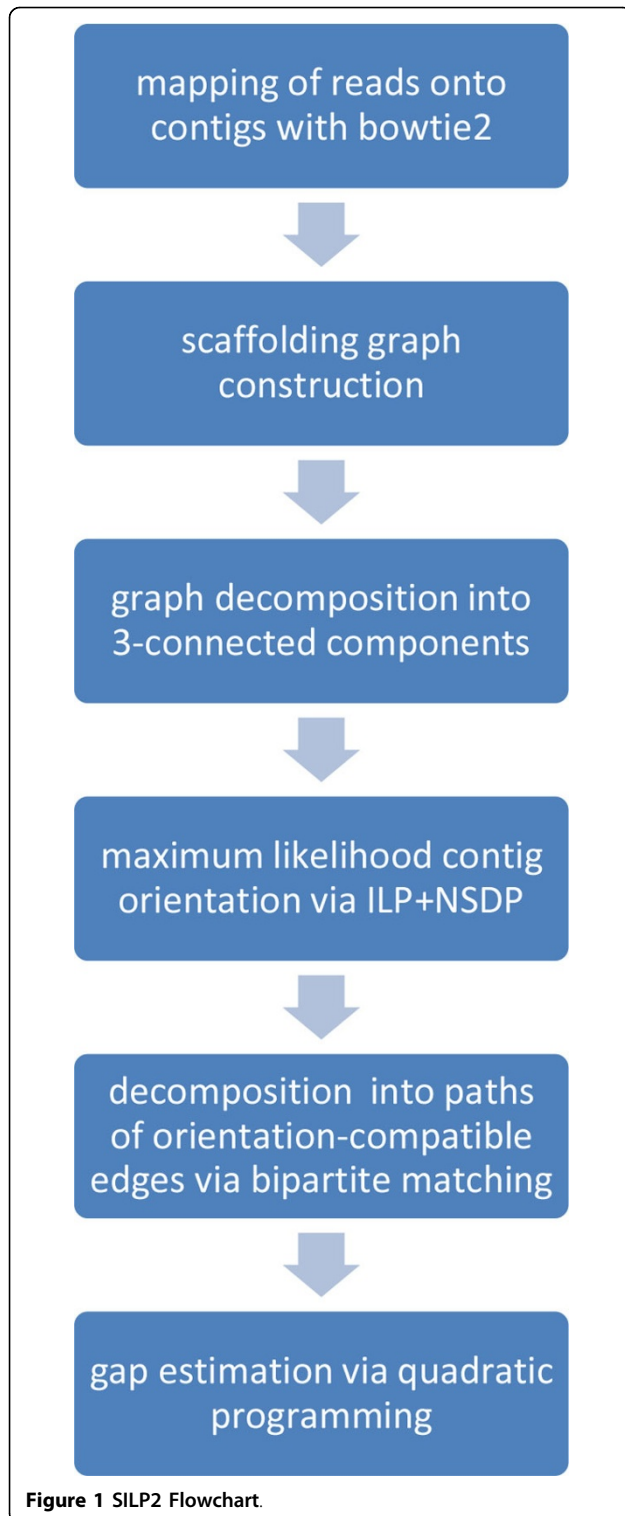 mapping of reads onto
contigs with bowtie2
scaffolding graph
construction
graph decomposition into
3-connected components
maximum likelihood contig
orientation via ILP+NSDP
decomposition into paths
of orientation-compatible
edges via bipartite matching
gap estimation via quadratic
programming
Figure 1 SILP2 Flowchart.